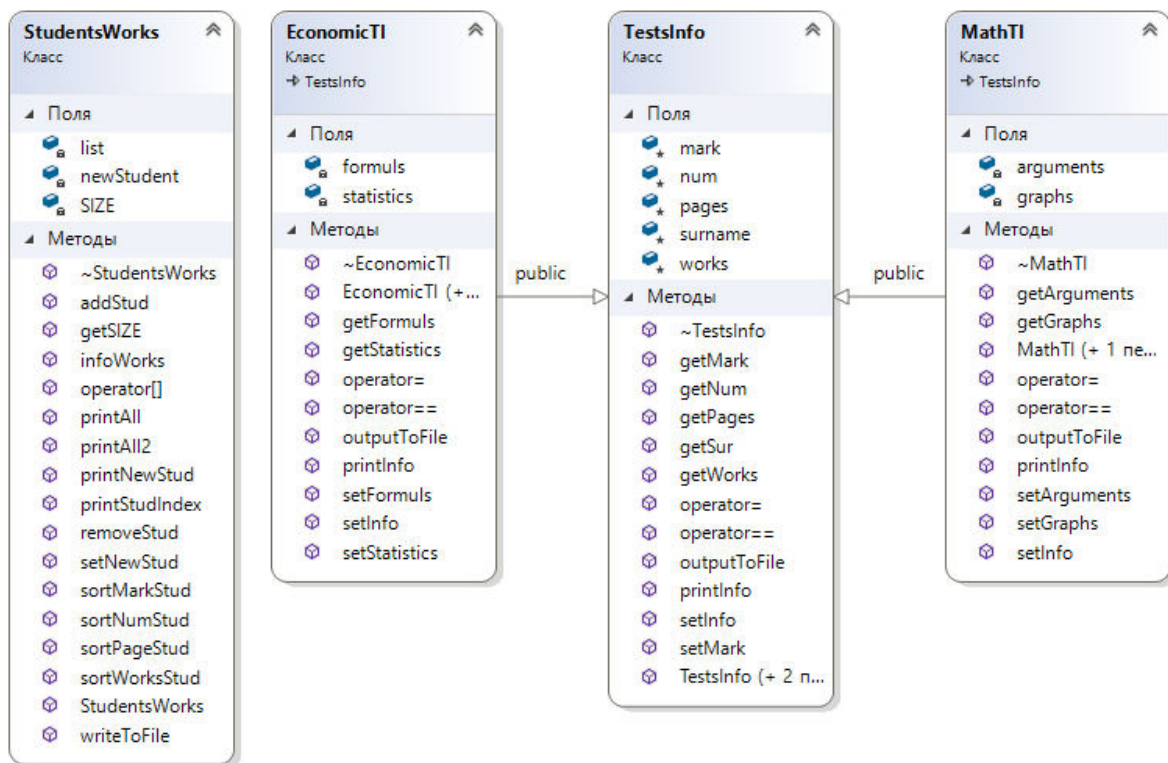 StudentsWorks
Класс
Поля
list
newStudent
SIZE
Методы
~StudentsWorks
addStud
getSIZE
infoWorks
operator[]
printAll
printAll2
printNewStud
printStudIndex
removeStud
setNewStud
sortMarkStud
sortNumStud
sortPageStud
sortWorksStud
StudentsWorks
writeToFile
EconomicTI
Класс
TestsInfo
Поля
formuls
statistics
Методы
~EconomicTI
EconomicTI (+...
getFormuls
getStatistics
operator=
operator==
outputToFile
printInfo
setFormuls
setInfo
setStatistics
public
TestsInfo
Класс
Поля
mark
num
pages
surname
works
Методы
~TestsInfo
getMark
getNum
getPages
getSur
getWorks
operator=
operator==
outputToFile
printInfo
setInfo
setMark
TestsInfo (+ 2 п...
public
MathTI
Класс
TestsInfo
Поля
arguments
graphs
Методы
~MathTI
getArguments
getGraphs
MathTI (+ 1 пе...
operator=
operator==
outputToFile
printInfo
setArguments
setGraphs
setInfo